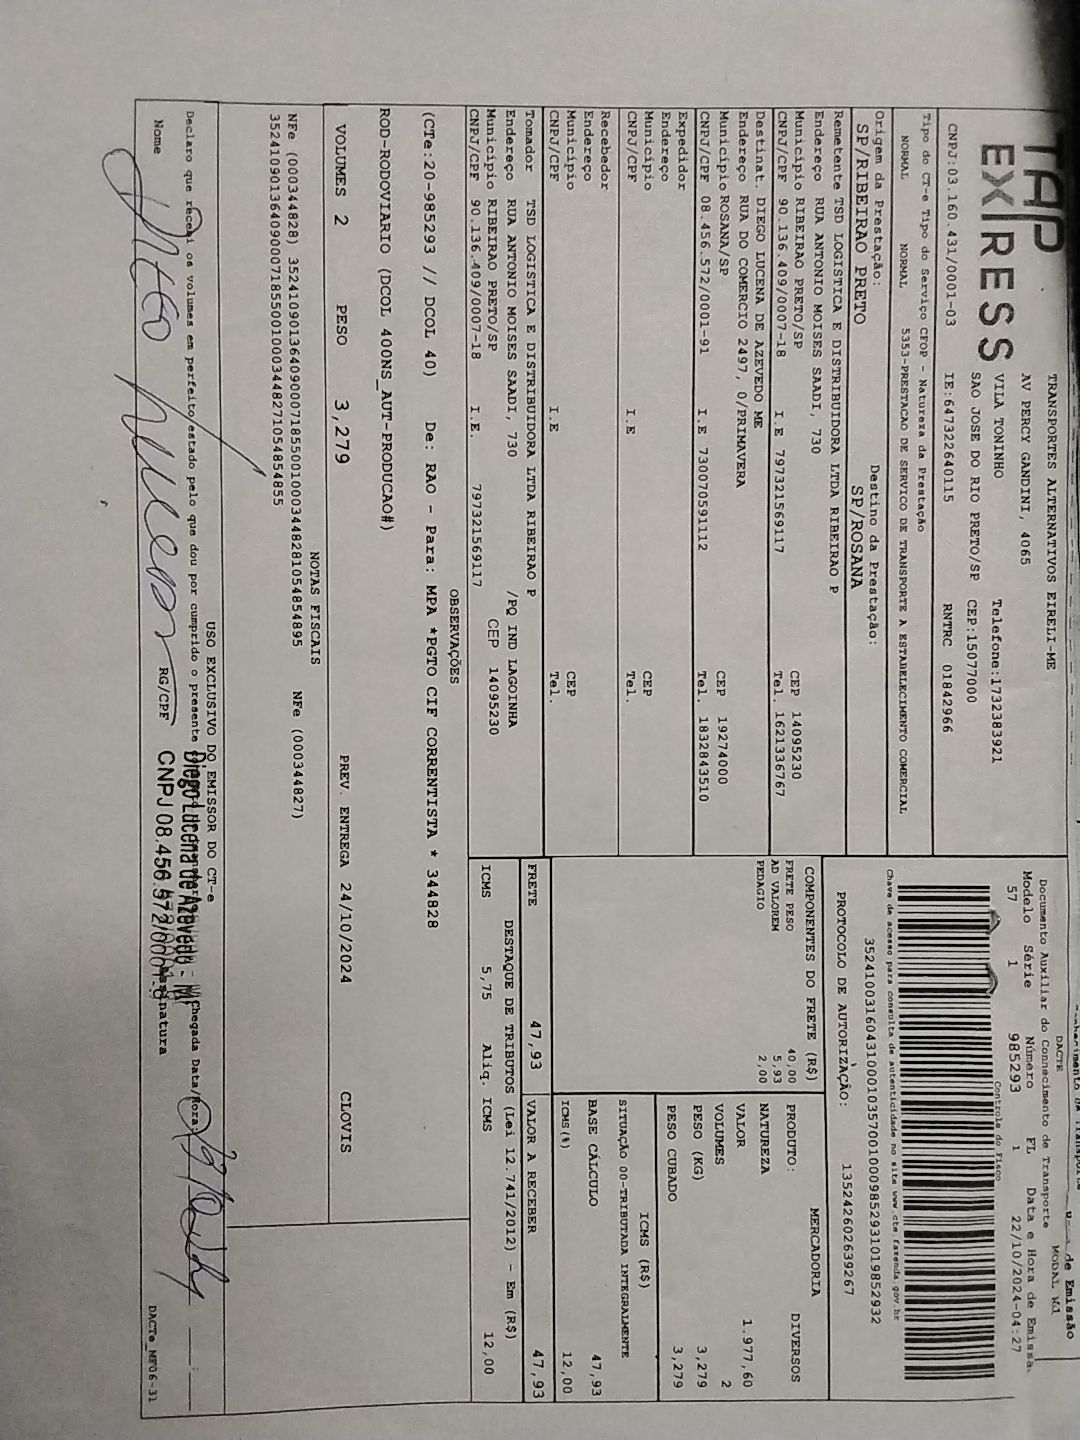 TAP
EXPRESS
TRANSPORTES ALTERNATIVOS EIRELI-ME
AV PERCY GANDINI, 4065
VILA TONINHO Telefone:1732383921
SAO JOSE DO RIO PRETO/SP CEP:15077000
CNPJ:03.160.431/0001-03 IE:647322640115 RNTRC 01842966
Tipo do CT-e Tipo do Serviço CFOP - Natureza da Prestação
NORMAL NORMAL 5353-PRESTACAO DE SERVICO DE TRANSPORTE A ESTABELECIMENTO COMERCIAL
Origem da Prestação: Destino da Prestação:
SP/RIBEIRAO PRETO SP/ROSANA
de Emissão
DACTE MODAL
Documento Auxiliar do Conhecimento de Transporte
Modelo Série Número FL Data e Hora de Emissã
57 1 985293 1 22/10/2024-04:27
Controle do Fisco
Chave de acesso para consulta de autenticidade no site www.cte.fazenda.gov.br
35241003160431000103570010009852931019852932
PROTOCOLO DE AUTORIZAÇÃO: 135242602639267
Remetente TSD LOGISTICA E DISTRIBUIDORA LTDA RIBEIRAO P
Endereço RUA ANTONIO MOISES SAADI, 730
Município RIBEIRAO PRETO/SP CEP 14095230
CNPJ/CPF 90.136.409/0007-18 I.E 797321569117 Tel. 1621336767
Destinat. DIEGO LUCENA DE AZEVEDO ME
Endereço RUA DO COMERCIO 2497, 0/PRIMAVERA
Município ROSANA/SP CEP 19274000
CNPJ/CPF 08.456.572/0001-91 I.E 730070591112 Tel. 1832843510
Expedidor
Endereço
Município CEP
CNPJ/CPF I.E Tel.
Recebedor
Endereço
Município CEP
CNPJ/CPF I.E Tel.
Tomador TSD LOGISTICA E DISTRIBUIDORA LTDA RIBEIRAO P
Endereço RUA ANTONIO MOISES SAADI, 730 /PQ IND LAGOINHA
Município RIBEIRAO PRETO/SP CEP 14095230
CNPJ/CPF 90.136.409/0007-18 I.E. 797321569117
COMPONENTES DO FRETE (R$)
FRETE PESO 40,00
AD VALOREM 5,93
PEDAGIO 2,00
MERCADORIA
PRODUTO: DIVERSOS
NATUREZA
VALOR 1.977,60
VOLUMES 2
PESO (KG) 3,279
PESO CUBADO 3,279
ICMS (R$)
SITUAÇÃO 00-TRIBUTADA INTEGRALMENTE
BASE CÁLCULO 47,93
ICMS(%) 12,00
FRETE 47,93 VALOR A RECEBER 47,93
DESTAQUE DE TRIBUTOS (Lei 12.741/2012) - Em (R$)
ICMS 5,75 Aliq. ICMS 12,00
OBSERVAÇÕES
(CTe:20-985293 // DCOL 40) De: RAO - Para: MPA *PGTO CIF CORRENTISTA * 344828
ROD-RODOVIARIO (DCOL 400NS_AUT-PRODUCAO#)
VOLUMES 2 PESO 3,279 PREV. ENTREGA 24/10/2024 CLOVIS
NOTAS FISCAIS
NFe (000344828) 35241090136409000718550010003448281054854895 NFe (000344827)
35241090136409000718550010003448271054854855
USO EXCLUSIVO DO EMISSOR DO CT-e
Declaro que recebi os volumes em perfeito estado pelo que dou por cumprido o presente Chegada Data/Hora:
Diego Lucena de Azevedo - M
Nome RG/CPF CNPJ 08.456.572/0001-9 Assinatura
DACTe_MF06-31